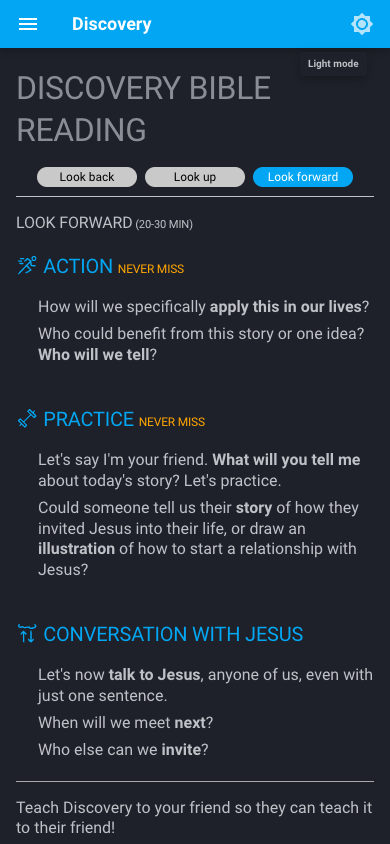 Discovery
Light mode
DISCOVERY BIBLE
READING
Look back
Look up
Look forward
LOOK FORWARD (20-30 MIN)
ACTION NEVER MISS
How will we specifically apply this in our lives?
Who could benefit from this story or one idea?
Who will we tell?
PRACTICE NEVER MISS
Let's say I'm your friend. What will you tell me
about today's story? Let's practice.
Could someone tell us their story of how they
invited Jesus into their life, or draw an
illustration of how to start a relationship with
Jesus?
CONVERSATION WITH JESUS
Let's now talk to Jesus, anyone of us, even with
just one sentence.
When will we meet next?
Who else can we invite?
Teach Discovery to your friend so they can teach it
to their friend!